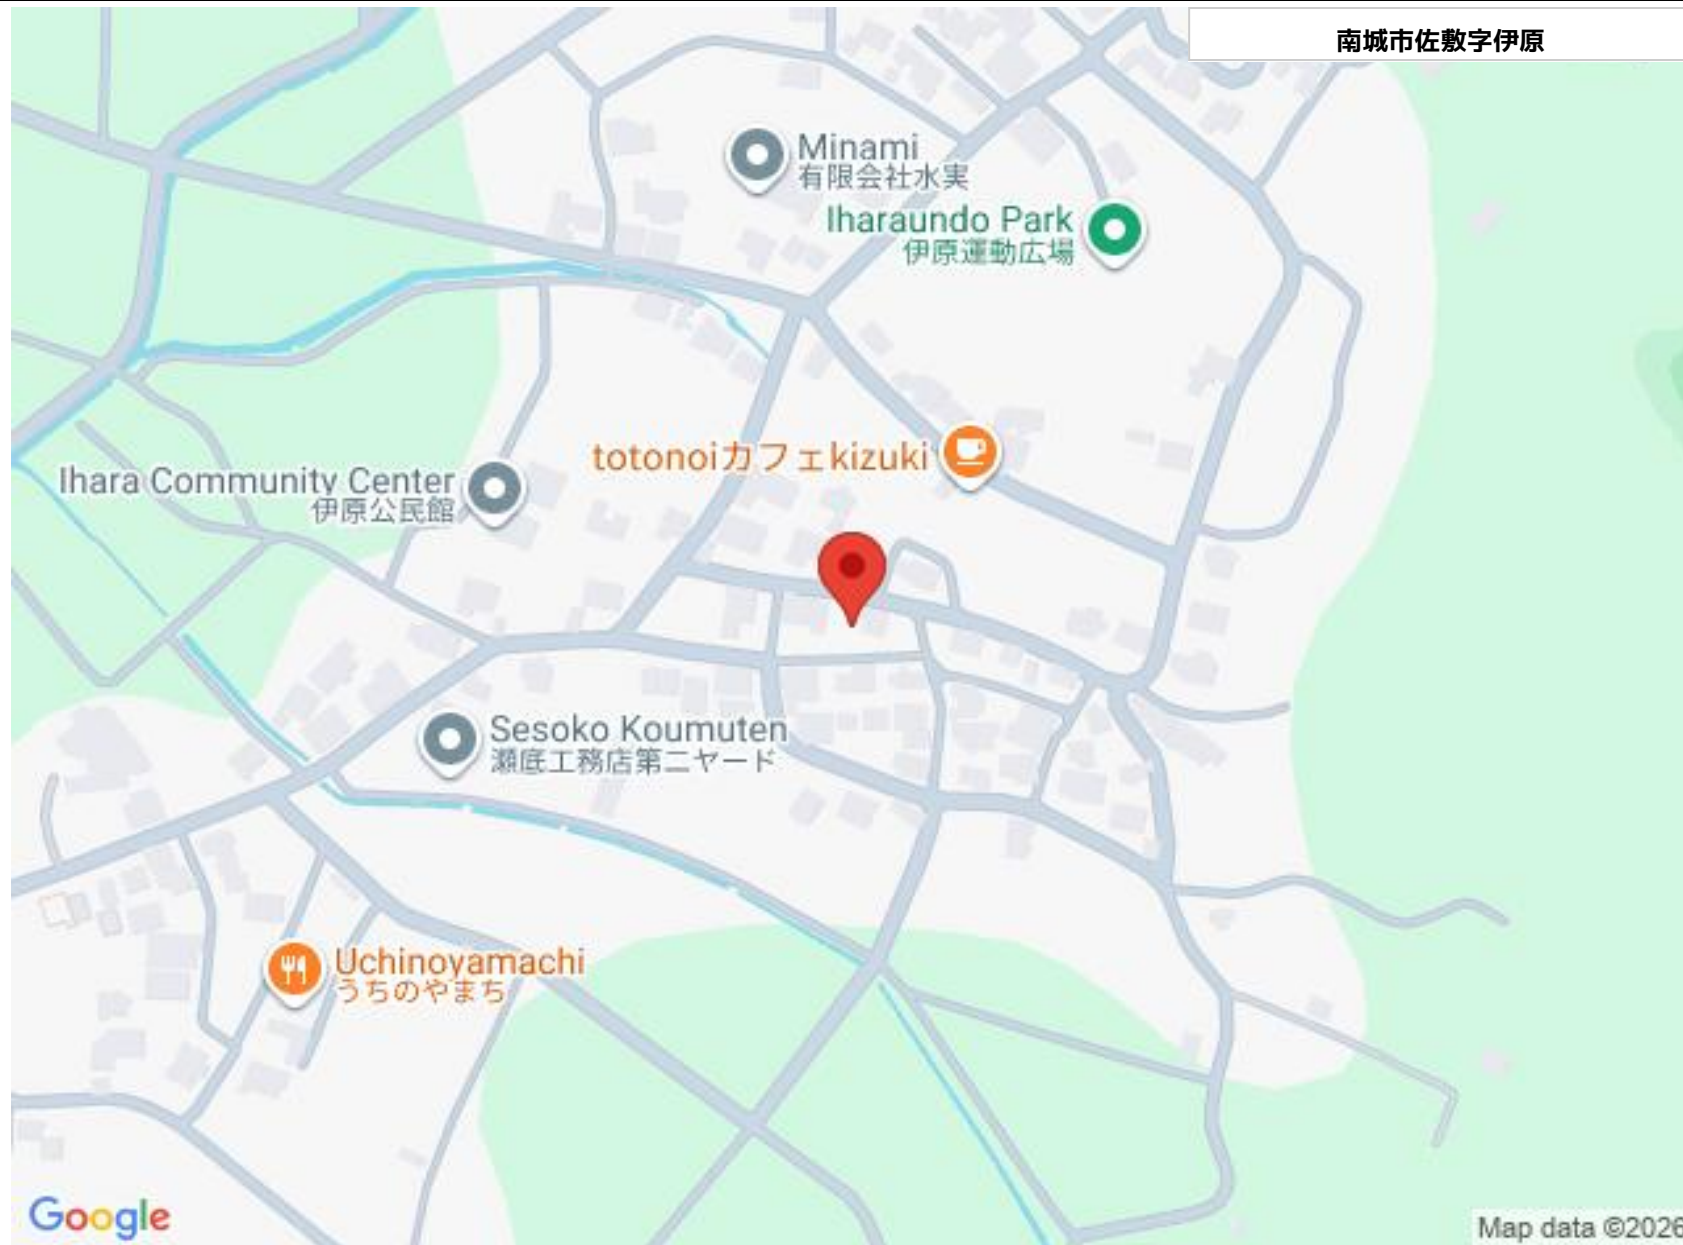 南城市佐敷字伊原
Minami
有限会社水実
Iharaundo Park
伊原運動広場
totonoiカフェkizuki
Ihara Community Center
伊原公民館
Sesoko Koumuten
瀬底工務店第二ヤード
Uchinoyamachi
うちのやまち
Google
Map data ©2026